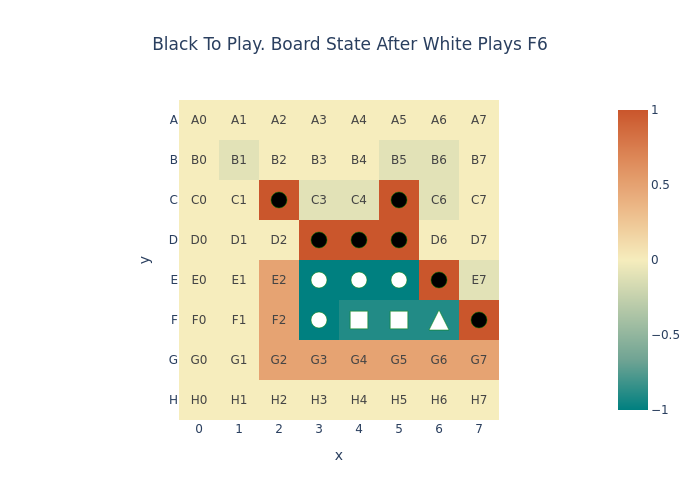 Black To Play. Board State After White Plays F6
A A0 A1 A2 A3 A4 A5 A6 A7
B B0 B1 B2 B3 B4 B5 B6 B7
C C0 C1 C3 C4 C6 C7
D D0 D1 D2 D6 D7
E E0 E1 E2 E7
F F0 F1 F2
G G0 G1 G2 G3 G4 G5 G6 G7
H H0 H1 H2 H3 H4 H5 H6 H7
0 1 2 3 4 5 6 7
x
y
1
0.5
0
−0.5
−1